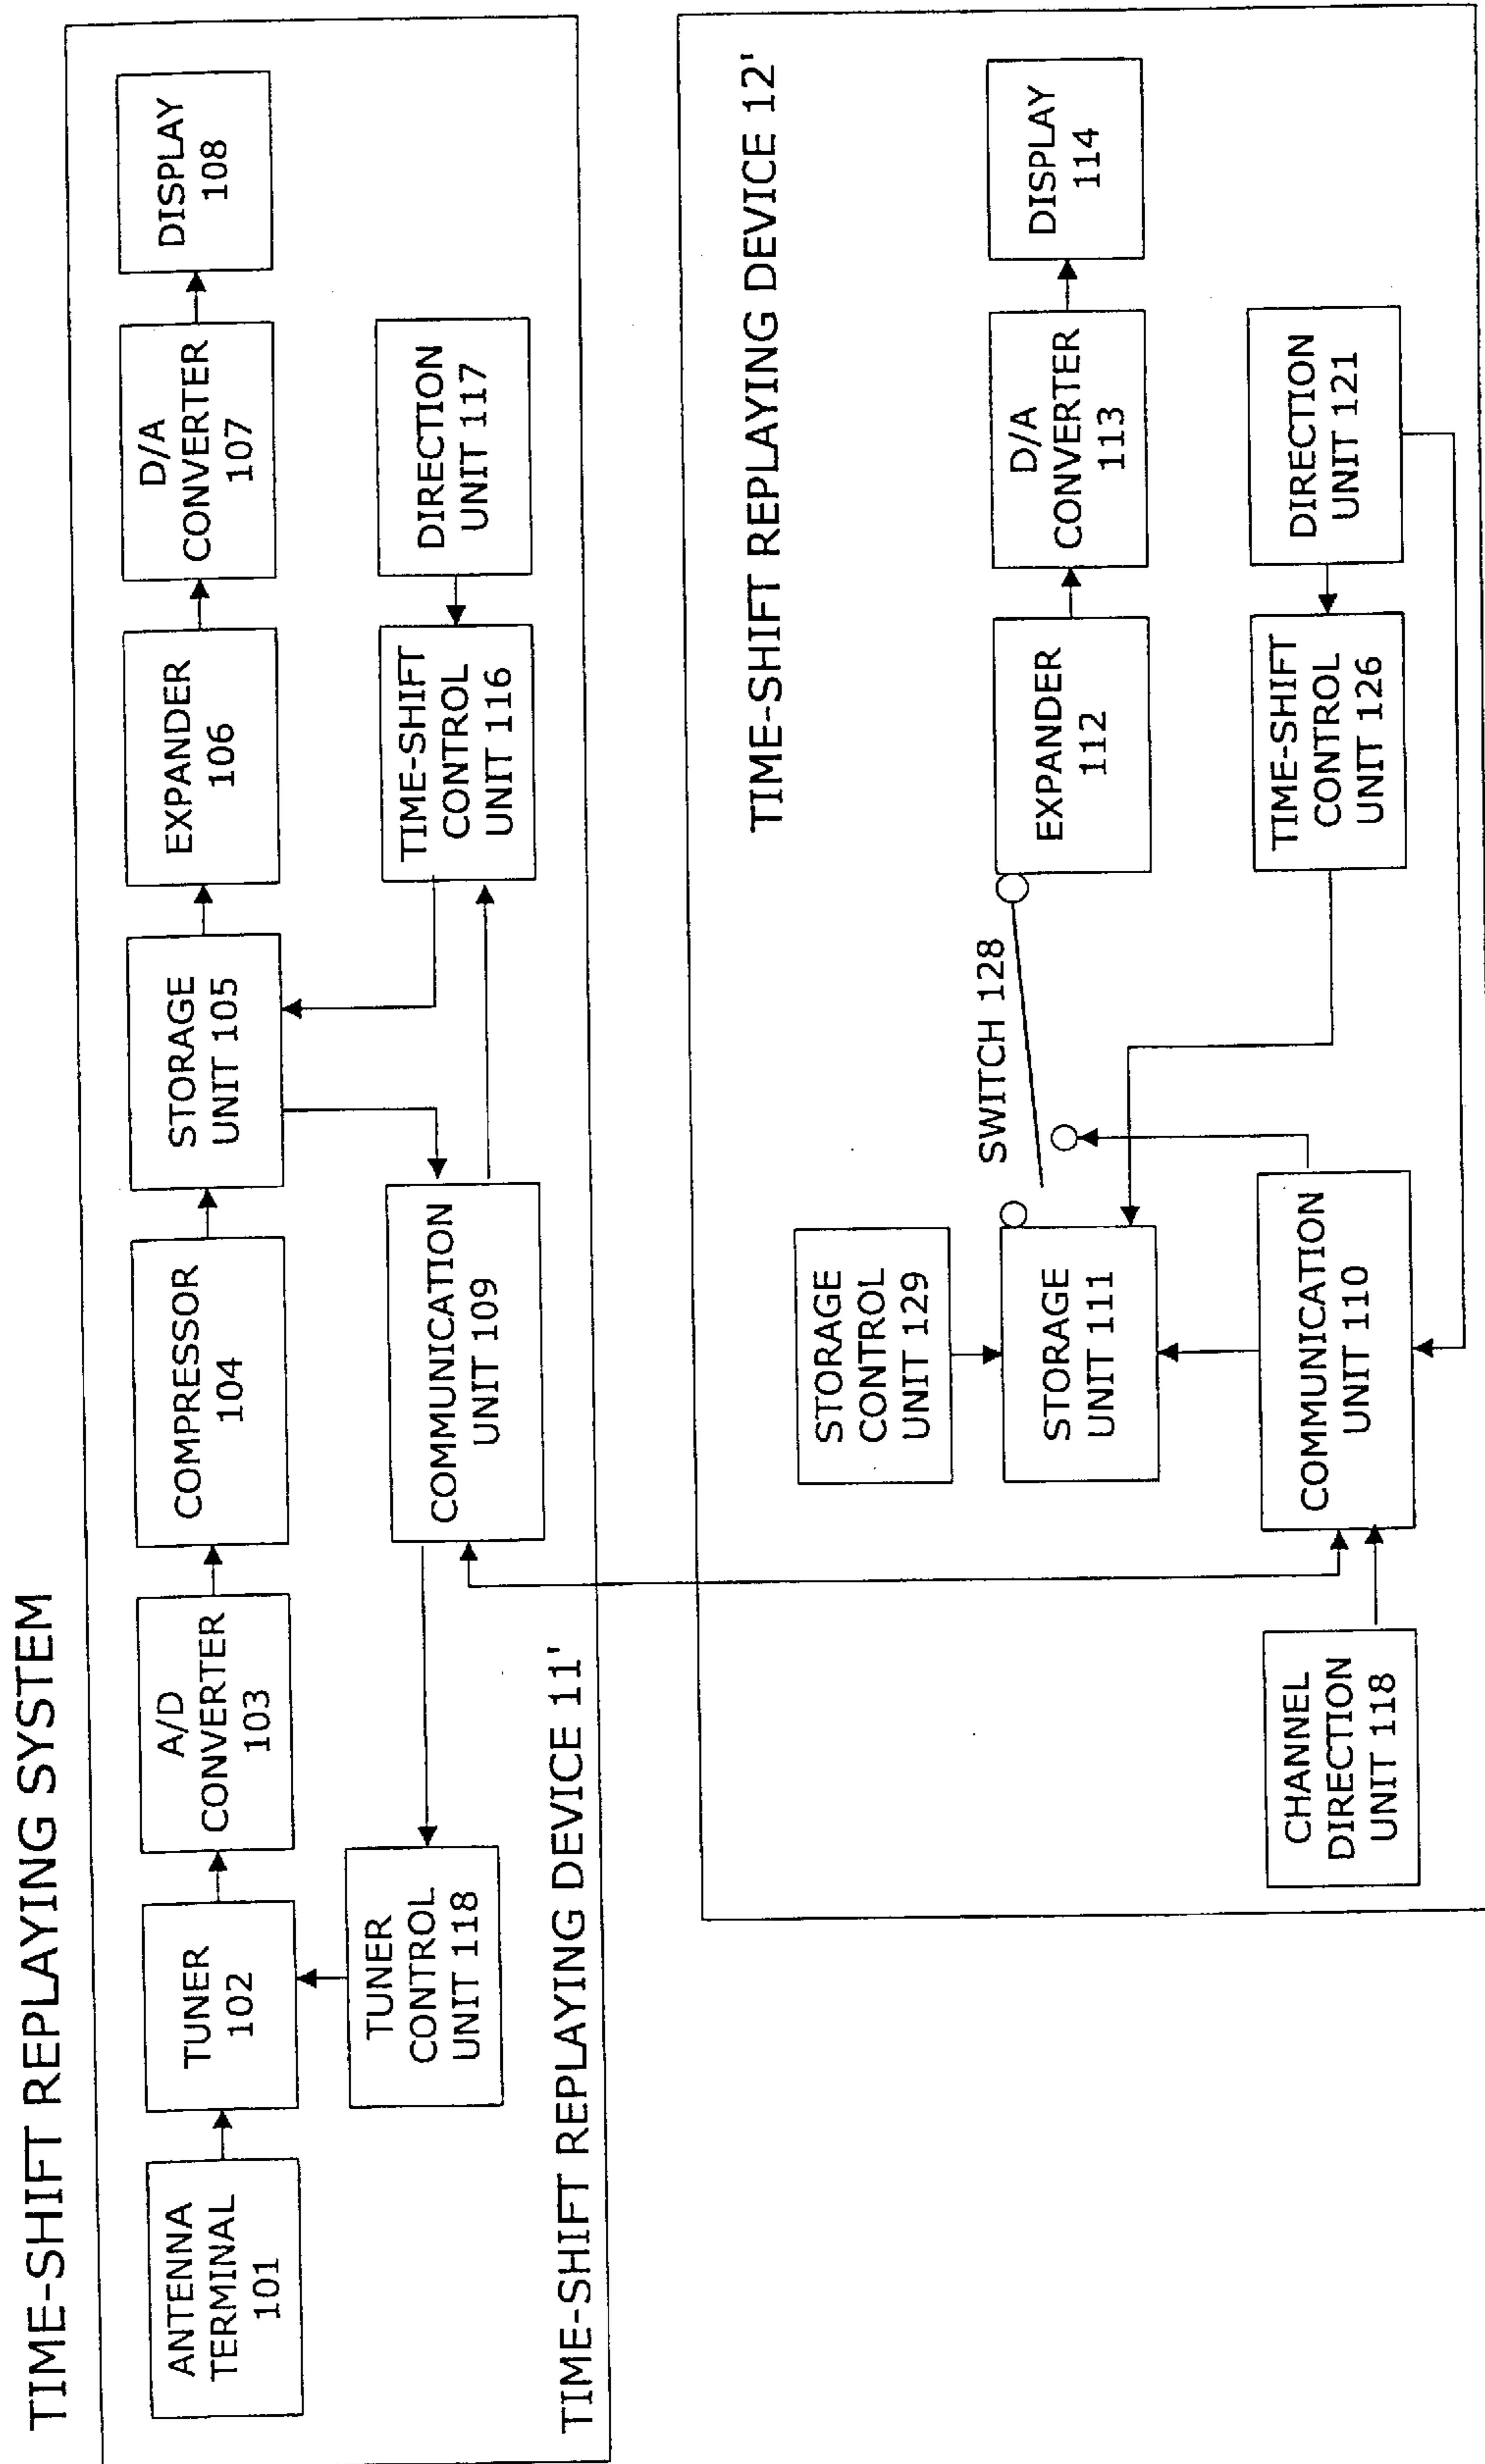 TIME-SHIFT REPLAYING SYSTEM
ANTENNA
TERMINAL
101
TUNER
102
A/D
CONVERTER
103
COMPRESSOR
104
STORAGE
UNIT 105
EXPANDER
106
D/A
CONVERTER
107
DISPLAY
108
TUNER
CONTROL
UNIT 118
COMMUNICATION
UNIT 109
TIME-SHIFT
CONTROL
UNIT 116
DIRECTION
UNIT 117
TIME-SHIFT REPLAYING DEVICE 11'
TIME-SHIFT REPLAYING DEVICE 12'
STORAGE
CONTROL
UNIT 129
SWITCH 128
STORAGE
UNIT 111
EXPANDER
112
D/A
CONVERTER
113
DISPLAY
114
CHANNEL
DIRECTION
UNIT 118
COMMUNICATION
UNIT 110
TIME-SHIFT
CONTROL
UNIT 126
DIRECTION
UNIT 121